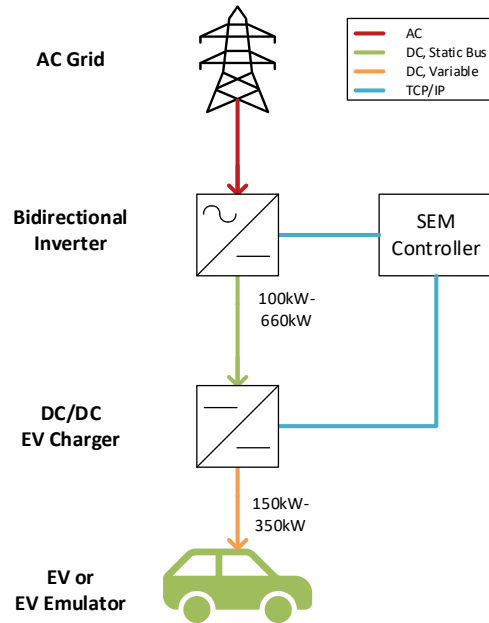 AC Grid
AC
DC, Static Bus
DC, Variable
TCP/IP
Bidirectional
Inverter
SEM
Controller
100kW-
660kW
DC/DC
EV Charger
150kW-
350kW
EV or
EV Emulator